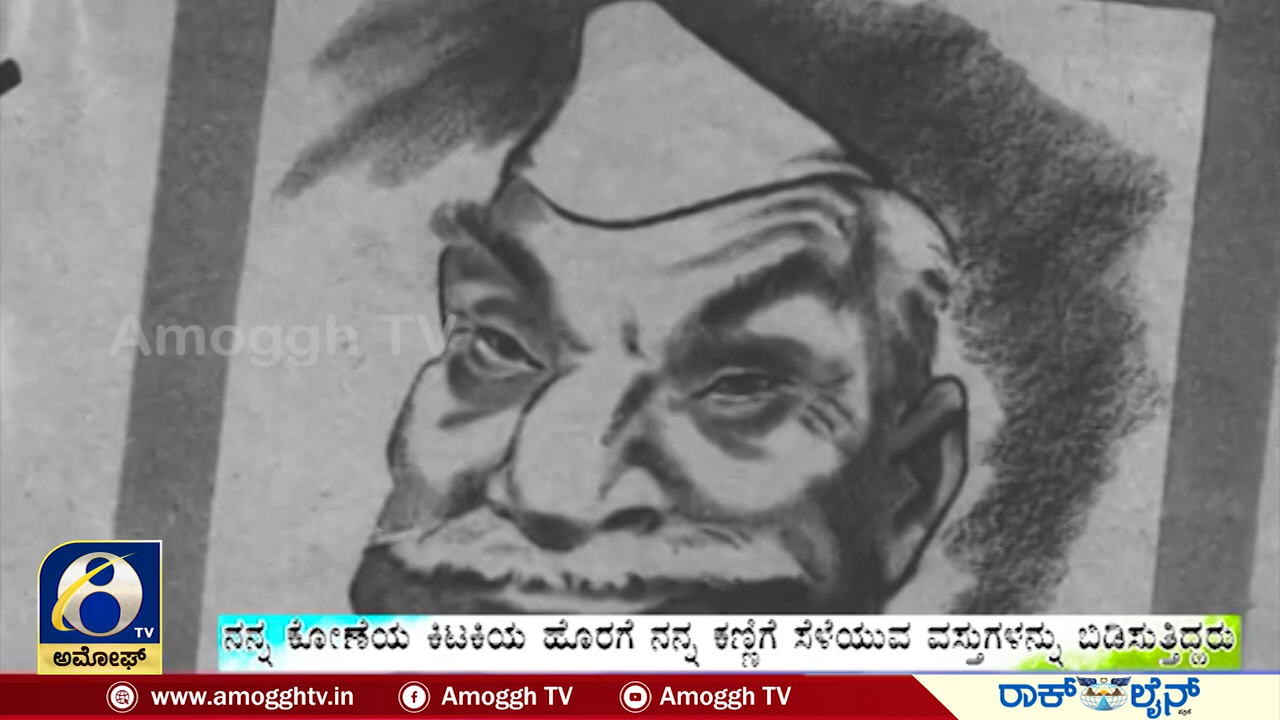 Amoggh TV
TV
ಅಮೋಘ್
ನನ್ನ ಕೋಣೆಯ ಕಿಟಕಿಯ ಹೊರಗೆ ನನ್ನ ಕಣ್ಣಿಗೆ ಸೆಳೆಯುವ ವಸ್ತುಗಳನ್ನು ಬಿಡಿಸುತ್ತಿದ್ದರು
www.amogghtv.in
Amoggh TV
Amoggh TV
ರಾಕ್ ಲೈನ್